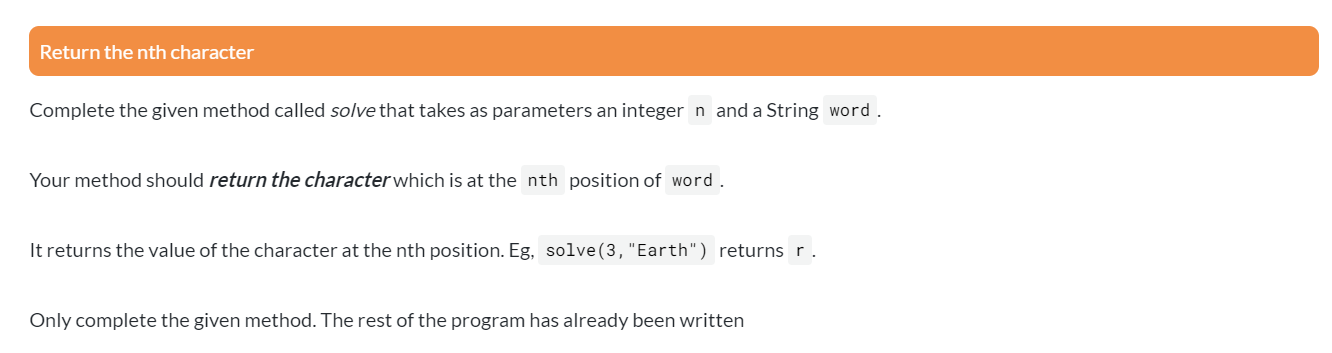 Return the nth character
Complete the given method called solve that takes as parameters an integer n and a String word .
Your method should return the character which is at the nth position of word .
It returns the value of the character at the nth position. Eg, solve(3,"Earth") returns r .
Only complete the given method. The rest of the program has already been written